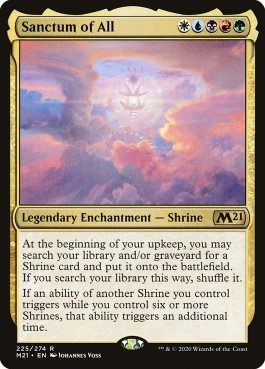 Sanctum of All
Legendary Enchantment — Shrine
M21
At the beginning of your upkeep, you may
search your library and/or graveyard for a
Shrine card and put it onto the battlefield.
If you search your library this way, shuffle it.
If an ability of another Shrine you control
triggers while you control six or more
Shrines, that ability triggers an additional
time.
225/274 R
M21 • EN Johannes Voss
™ & © 2020 Wizards of the Coast